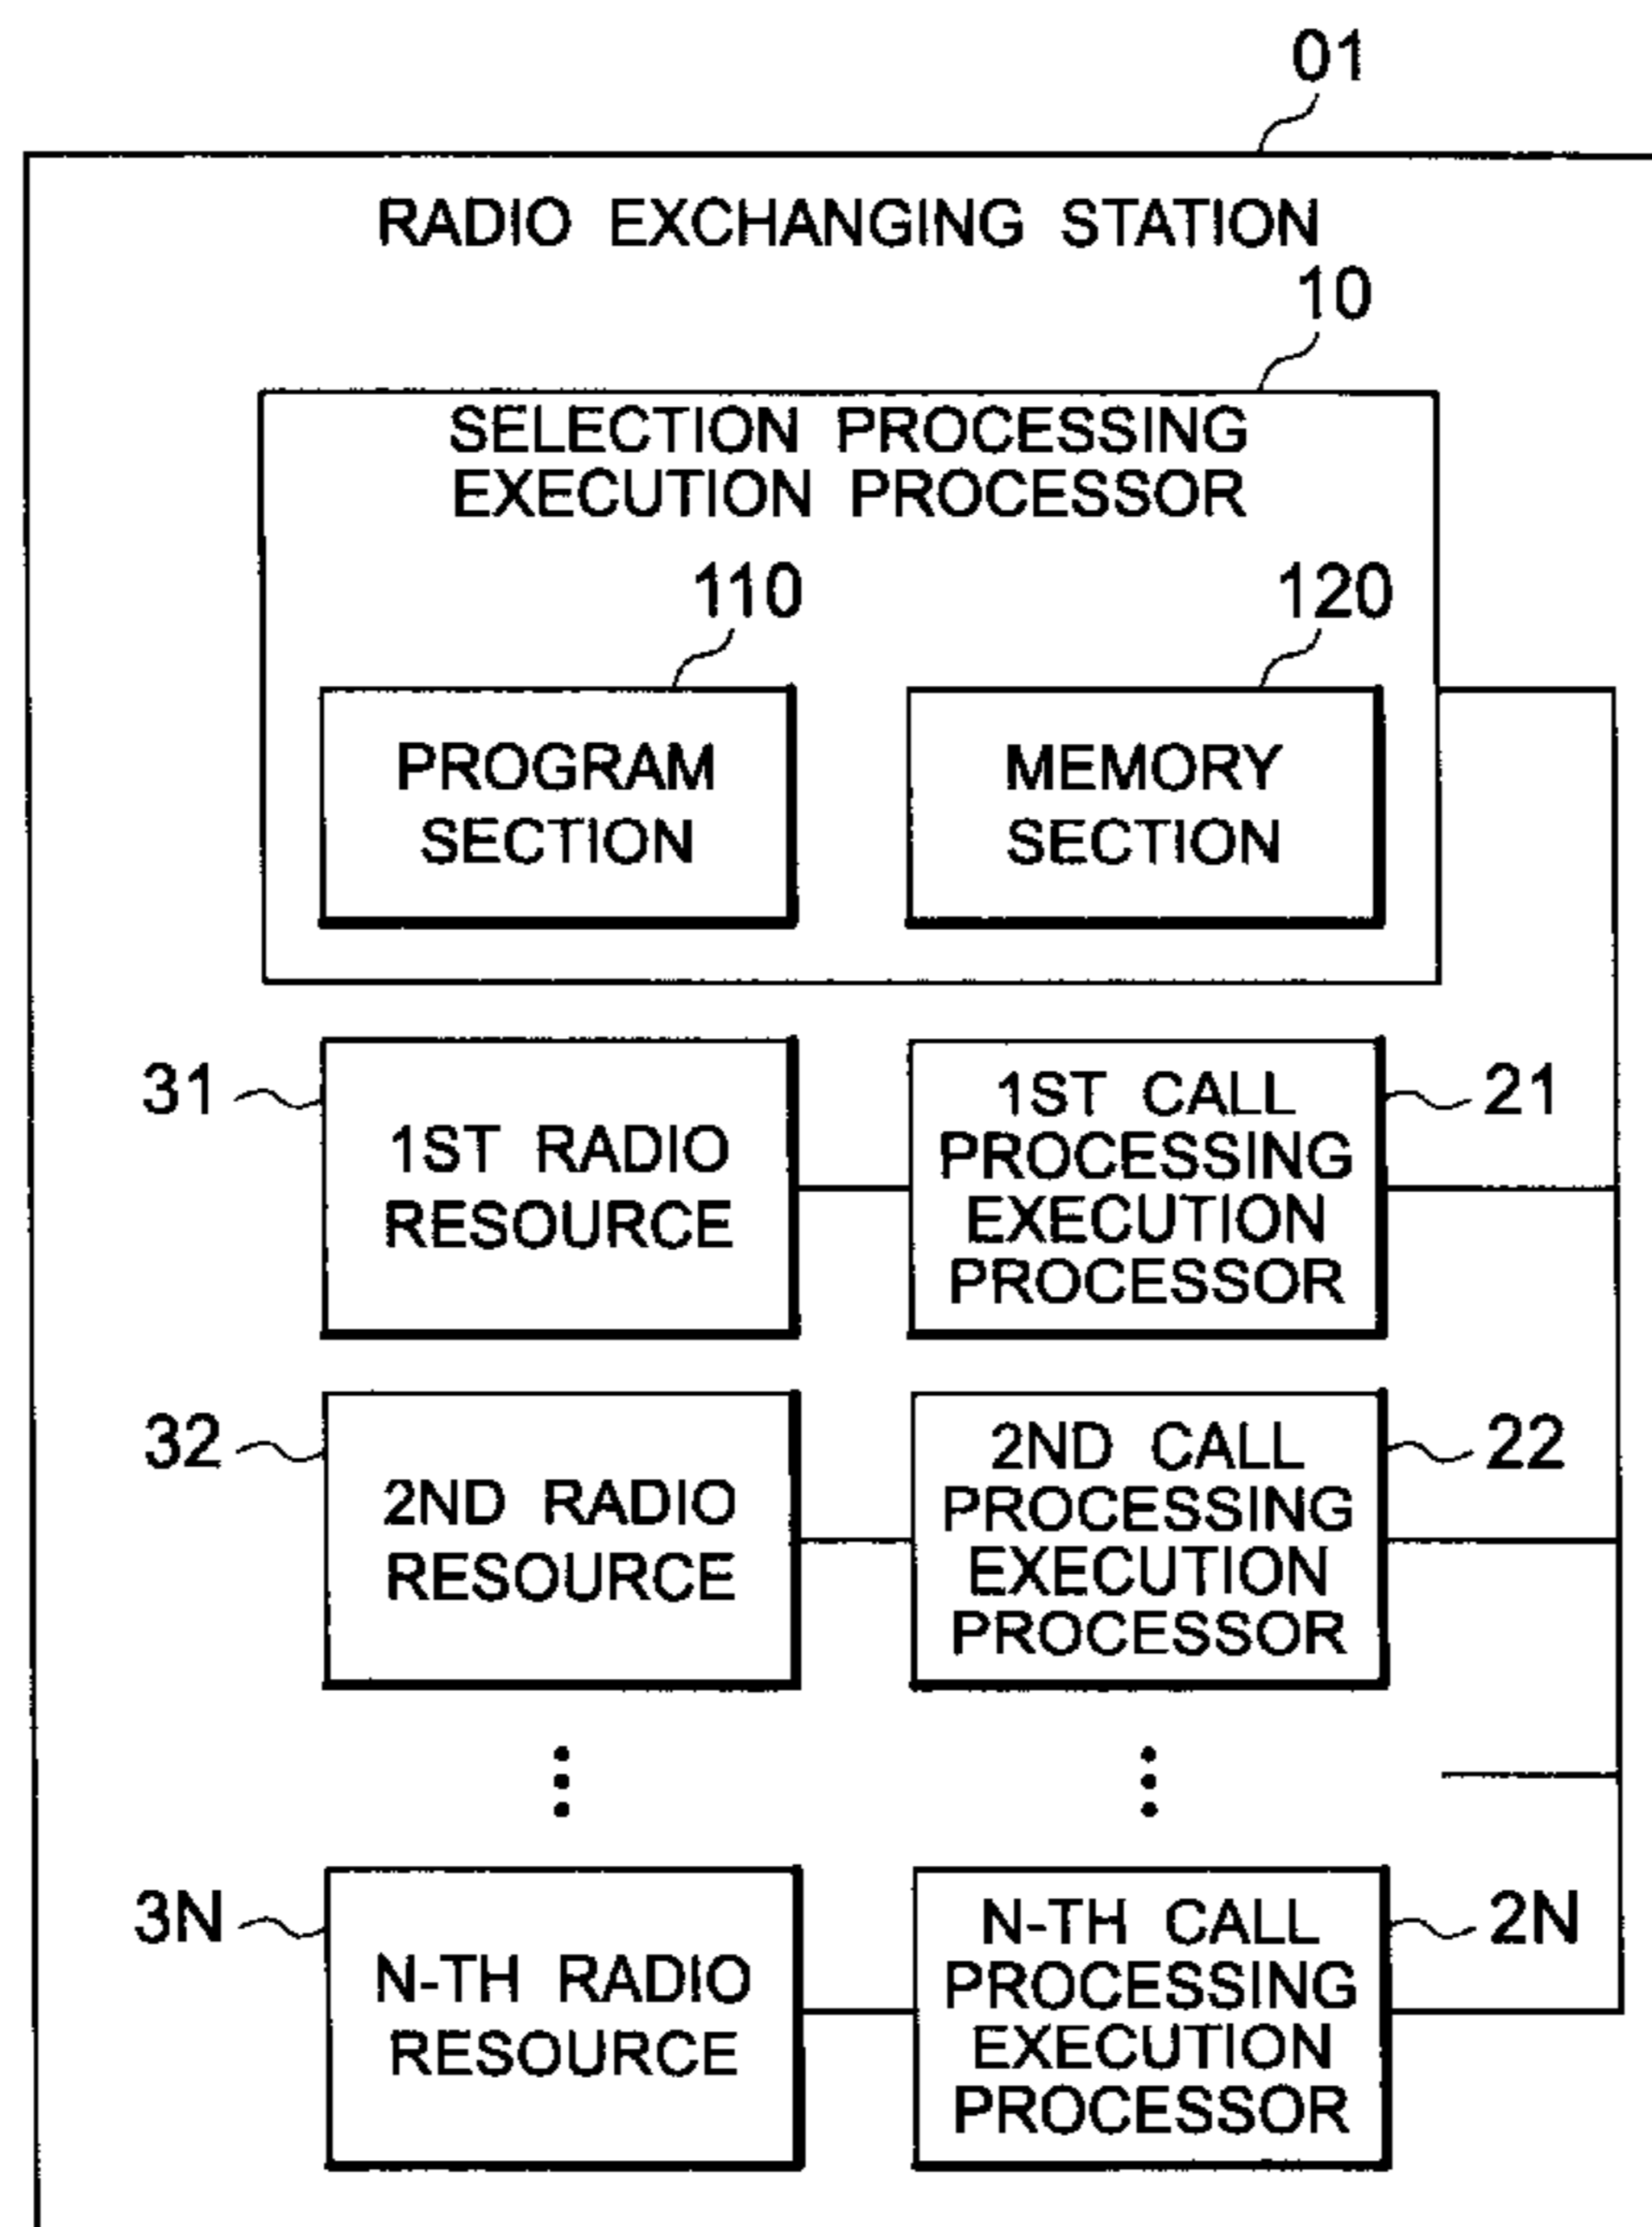 01
RADIO EXCHANGING STATION
10
SELECTION PROCESSING
EXECUTION PROCESSOR
110
120
PROGRAM
SECTION
MEMORY
SECTION
31
1ST RADIO
RESOURCE
1ST CALL
PROCESSING
EXECUTION
PROCESSOR
21
32
2ND RADIO
RESOURCE
2ND CALL
PROCESSING
EXECUTION
PROCESSOR
22
3N
N-TH RADIO
RESOURCE
N-TH CALL
PROCESSING
EXECUTION
PROCESSOR
2N